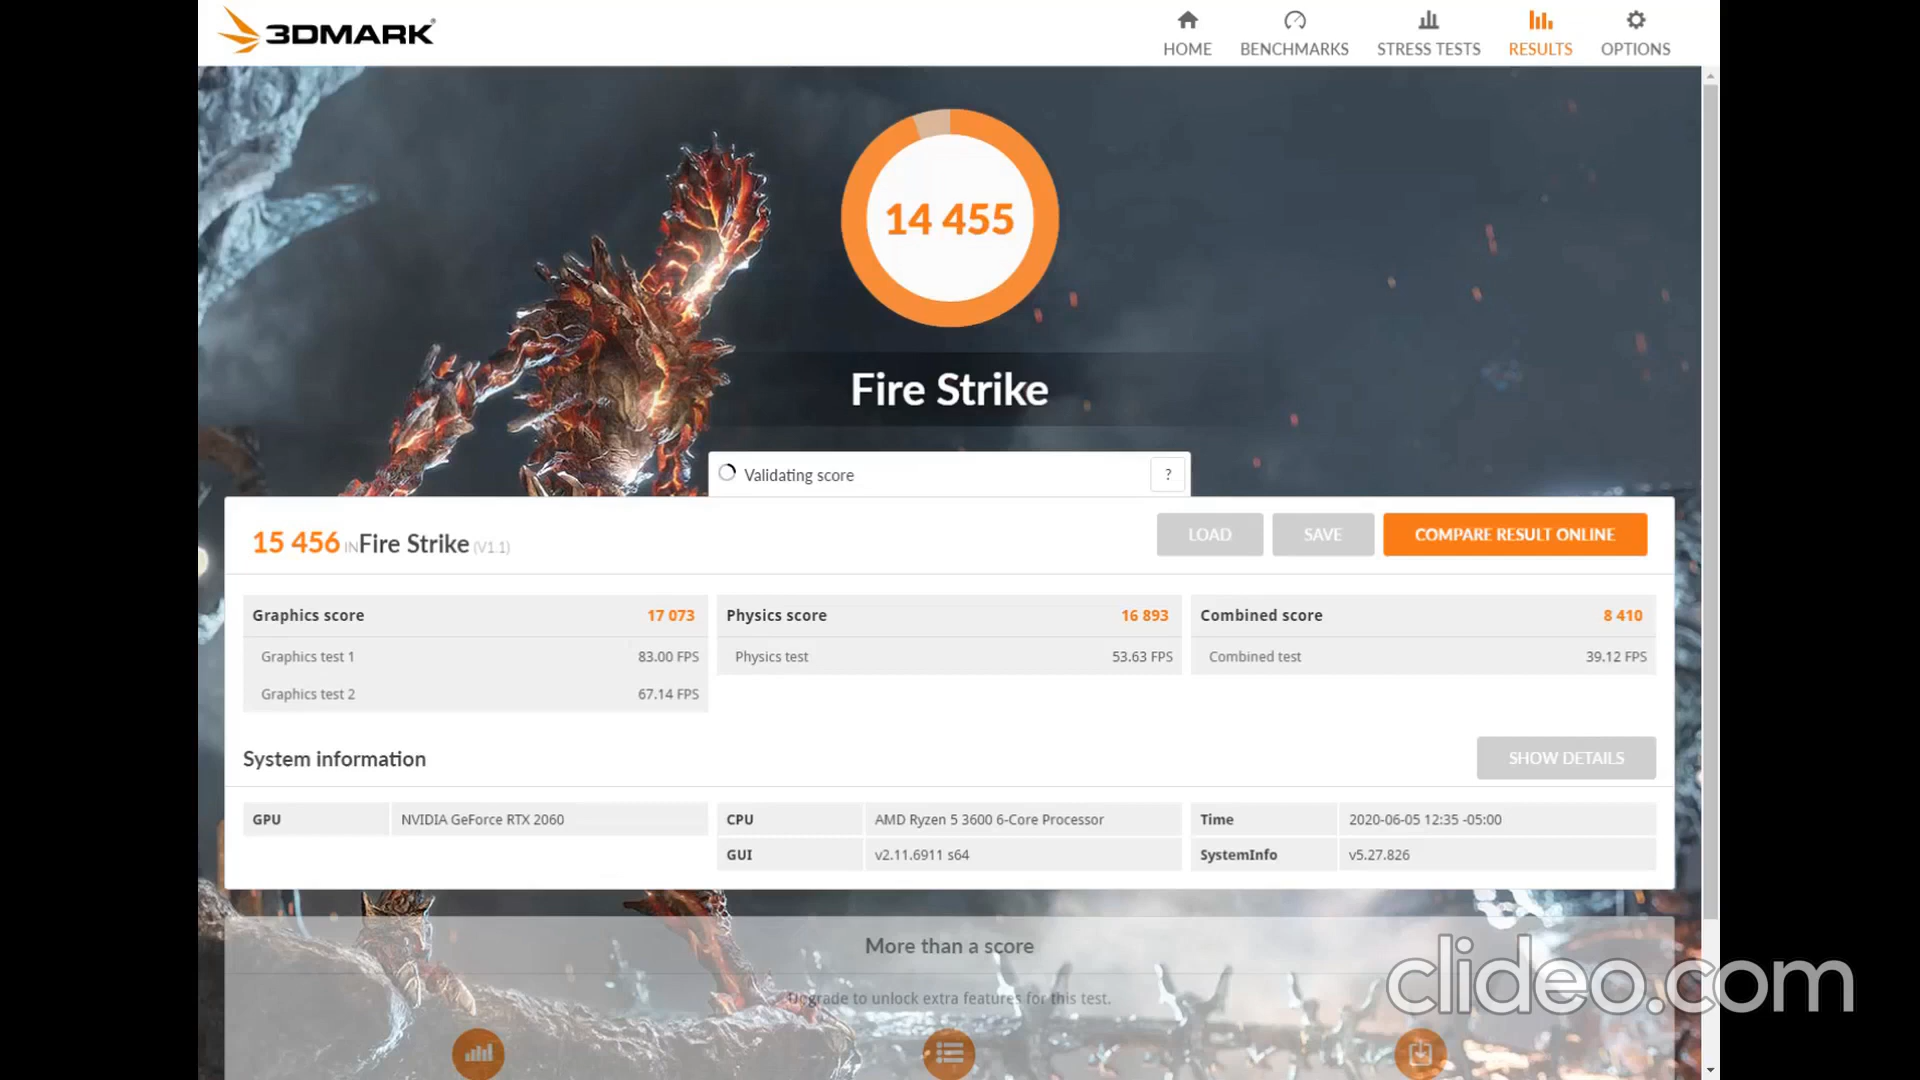 3DMARK
HOME
BENCHMARKS
STRESS TESTS
RESULTS
OPTIONS
14 455
Fire Strike
Validating score
?
15 456 IN Fire Strike (V1.1)
LOAD
SAVE
COMPARE RESULT ONLINE
Graphics score 17 073
Graphics test 1 83.00 FPS
Graphics test 2 67.14 FPS
Physics score 16 893
Physics test 53.63 FPS
Combined score 8 410
Combined test 39.12 FPS
System information
SHOW DETAILS
GPU NVIDIA GeForce RTX 2060
CPU AMD Ryzen 5 3600 6-Core Processor
GUI v2.11.6911 s64
Time 2020-06-05 12:35 -05:00
SystemInfo v5.27.826
More than a score
Upgrade to unlock extra features for this test.
clideo.com